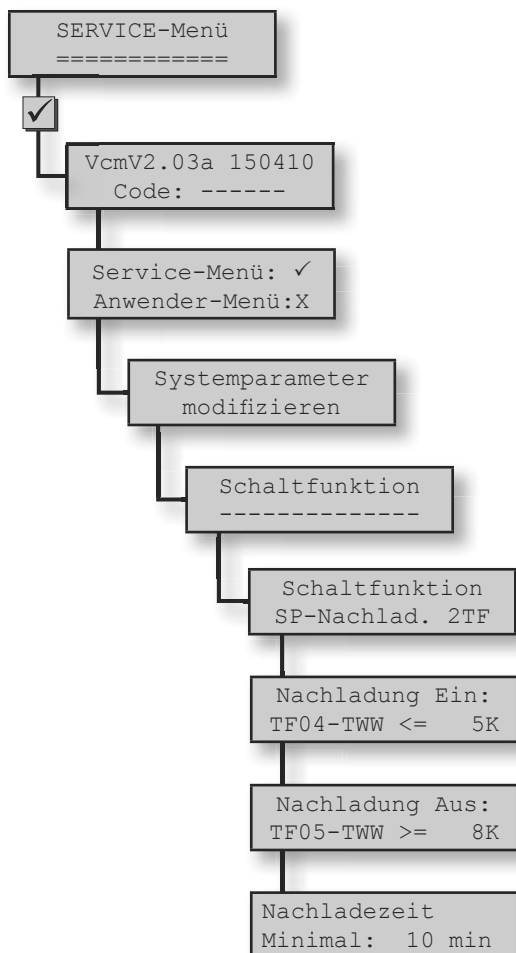 SERVICE-Menü
============
✓
VcmV2.03a 150410
Code: ------
Service-Menü: ✓
Anwender-Menü:X
Systemparameter
modifizieren
Schaltfunktion
--------------
Schaltfunktion
SP-Nachlad. 2TF
Nachladung Ein:
TF04-TWW <= 5K
Nachladung Aus:
TF05-TWW >= 8K
Nachladezeit
Minimal: 10 min